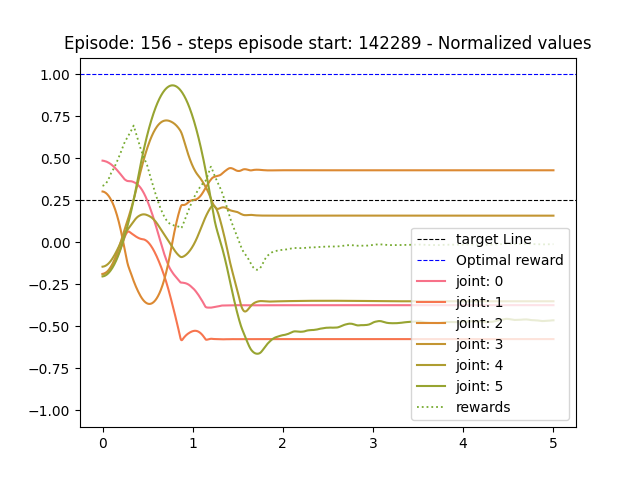 Episode: 156 - steps episode start: 142289 - Normalized values
1.00
0.75
0.50
0.25
0.00
−0.25
−0.50
−0.75
−1.00
target Line
Optimal reward
joint: 0
joint: 1
joint: 2
joint: 3
joint: 4
joint: 5
rewards
0 1 2 3 4 5